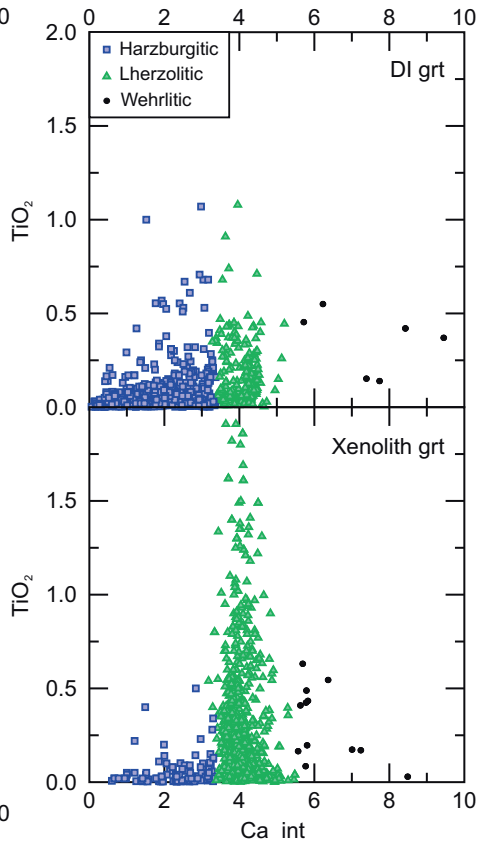 0 0 2 4 6 8 10
2.0
Harzburgitic
Lherzolitic
Wehrlitic
DI grt
1.5
TiO₂
1.0
0.5
0.0
Xenolith grt
1.5
TiO₂
1.0
0.5
0.0
0 0 2 4 6 8 10
Ca int